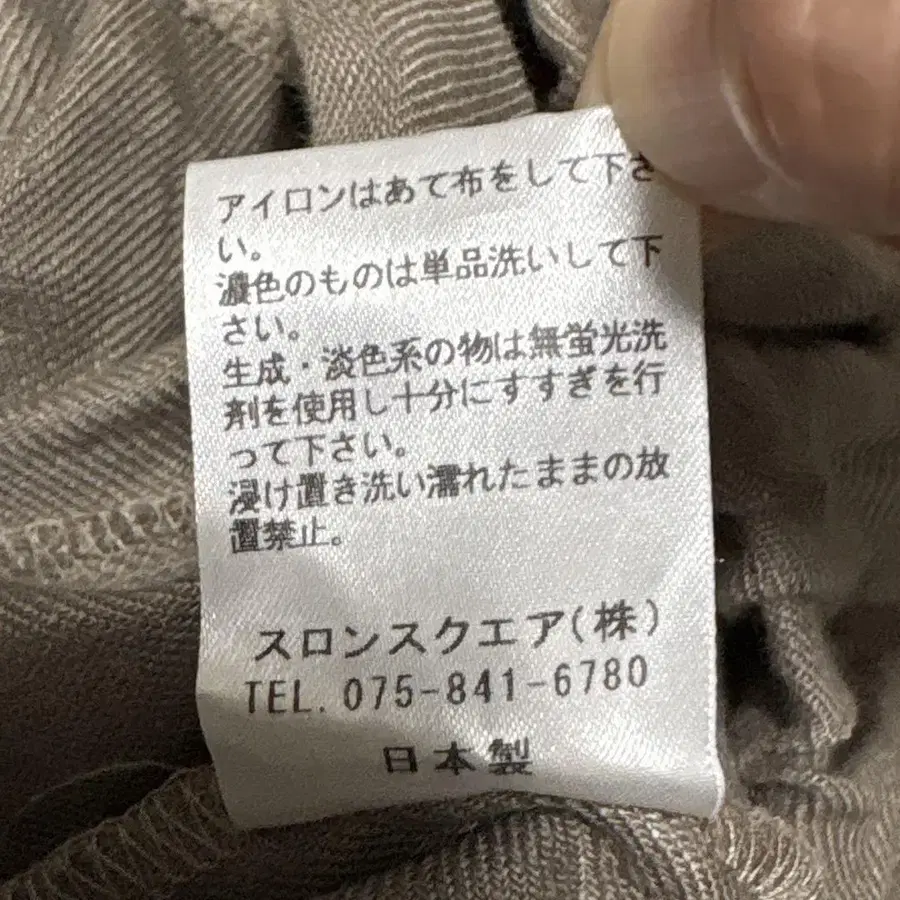 アイロンはあて布をして下さ
い。
濃色のものは単品洗いして下
さい。
生成・淡色系の物は無蛍光洗
剤を使用し十分にすすぎを行
って下さい。
浸け置き洗い濡れたままの放
置禁止。
スロンスクエア(株)
TEL. 075-841-6780
日本製